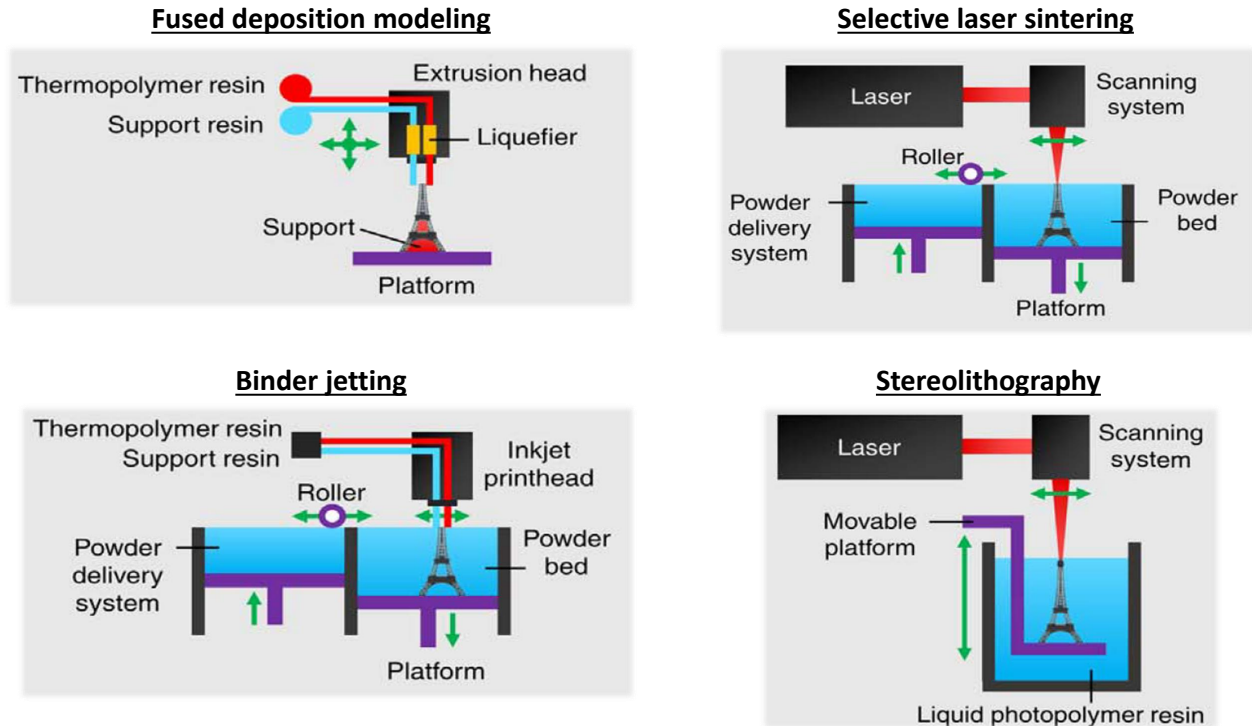 Fused deposition modeling
Thermopolymer resin
Support resin
Extrusion head
Liquefier
Support
Platform
Selective laser sintering
Laser
Scanning
system
Roller
Powder
delivery
system
Powder
bed
Platform
Binder jetting
Thermopolymer resin
Support resin
Inkjet
printhead
Roller
Powder
delivery
system
Powder
bed
Platform
Stereolithography
Laser
Scanning
system
Movable
platform
Liquid photopolymer resin